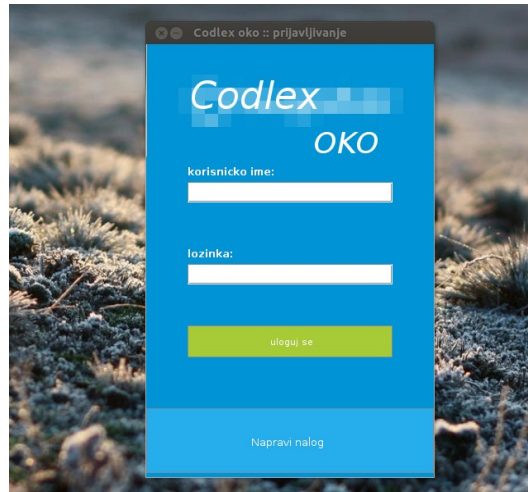 Codlex oko :: prijavljivanje
Codlex
OKO
korisnicko ime:
lozinka:
uloguj se
Napravi nalog